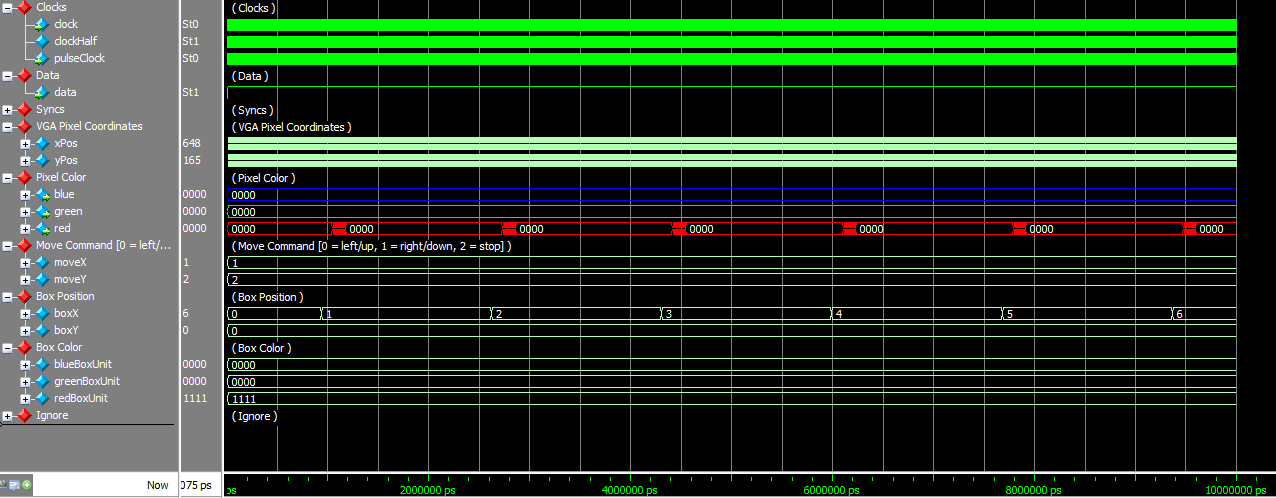 Clocks (Clocks)
clock St0
clockHalf St1
pulseClock St0
Data (Data)
data St1
Syncs (Syncs)
VGA Pixel Coordinates (VGA Pixel Coordinates)
xPos 648
yPos 165
Pixel Color (Pixel Color)
blue 0000 0000
green 0000 0000
red 0000 0000 0000 0000 0000 0000 0000 0000
Move Command [0 = left/... (Move Command [0 = left/up, 1 = right/down, 2 = stop])
moveX 1 1
moveY 2 2
Box Position (Box Position)
boxX 6 0 1 2 3 4 5 6
boxY 0 0
Box Color (Box Color)
blueBoxUnit 0000 0000
greenBoxUnit 0000 0000
redBoxUnit 1111 1111
Ignore (Ignore)
Now 075 ps ps 2000000 ps 4000000 ps 6000000 ps 8000000 ps 10000000 ps